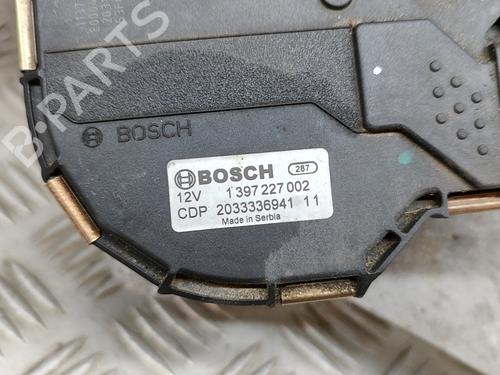 B-PARTS
BOSCH
BOSCH 287
12V 1 397 227 002
CDP 2033336941 11
Made in Serbia